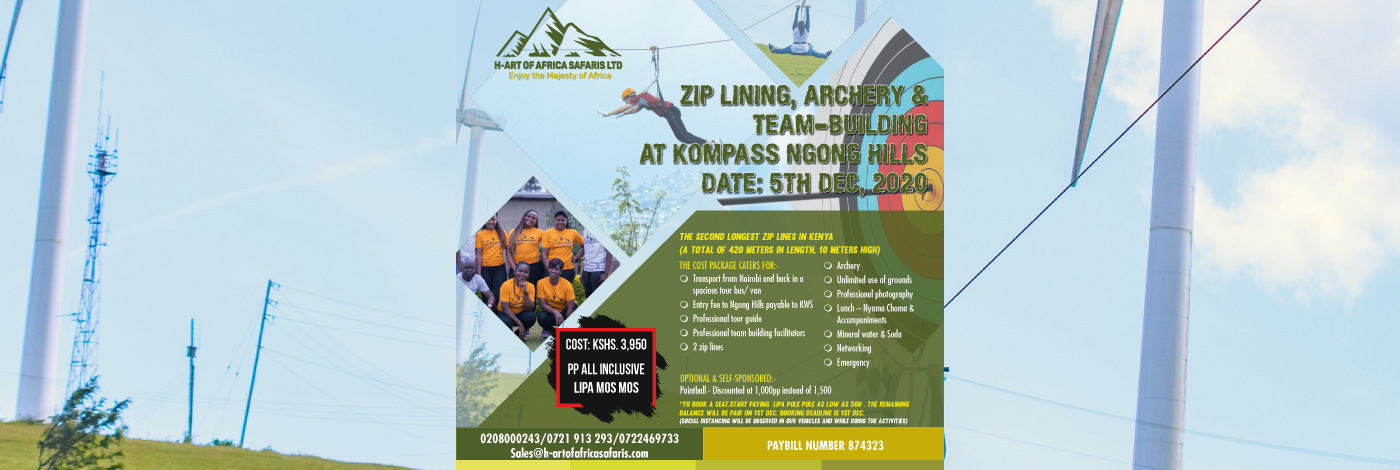 H-ART OF AFRICA SAFARIS LTD
Enjoy the Majesty of Africa
ZIP LINING, ARCHERY &
TEAM-BUILDING
AT KOMPASS NGONG HILLS
DATE: 5TH DEC, 2020
THE SECOND LONGEST ZIP LINES IN KENYA
(A TOTAL OF 420 METERS IN LENGTH, 10 METERS HIGH)
THE COST PACKAGE CATERS FOR:-
Transport from Nairobi and back in a
spacious tour bus/ van
Entry fee to Ngong Hills payable to KWS
Professional tour guide
Professional team building facilitators
2 zip lines
Archery
Unlimited use of grounds
Professional photography
Lunch – Nyama Choma &
Accompaniments
Mineral water & Soda
Networking
Emergency
COST: KSHS. 3,950
PP ALL INCLUSIVE
LIPA MOS MOS
OPTIONAL & SELF-SPONSORED:-
Paintball - Discounted at 1,000pp instead of 1,500
*TO BOOK A SEAT,START PAYING LIPA POLE POLE AS LOW AS 500 . THE REMAINING
BALANCE WILL BE PAID ON 1ST DEC. BOOKING DEADLINE IS 1ST DEC.
(SOCIAL DISTANCING WILL BE OBSERVED IN OUR VEHICLES AND WHILE DOING THE ACTIVITIES)
0208000243/0721 913 293/0722469733
Sales@h-artofafricasafaris.com
PAYBILL NUMBER 874323